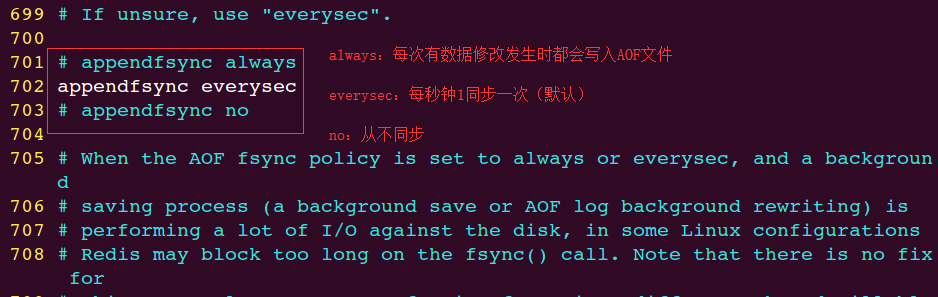 699 # If unsure, use "everysec".
700
701 # appendfsync always
always：每次有数据修改发生时都会写入AOF文件
702 appendfsync everysec
everysec：每秒钟1同步一次（默认）
703 # appendfsync no
704
no：从不同步
705 # When the AOF fsync policy is set to always or everysec, and a backgroun
d
706 # saving process (a background save or AOF log background rewriting) is
707 # performing a lot of I/O against the disk, in some Linux configurations
708 # Redis may block too long on the fsync() call. Note that there is no fix
for